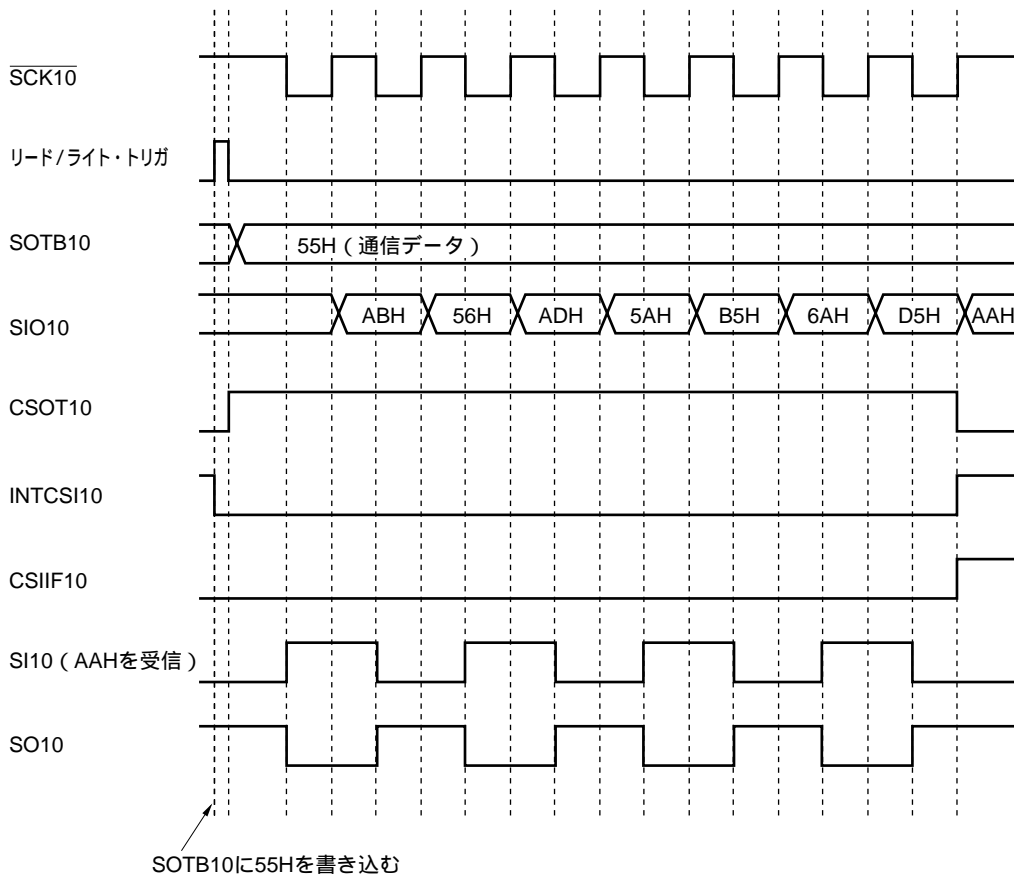 SCK10
リード/ライト・トリガ
SOTB10
55H（通信データ）
SIO10
ABH 56H ADH 5AH B5H 6AH D5H AAH
CSOT10
INTCSI10
CSIIF10
SI10（AAHを受信）
SO10
SOTB10に55Hを書き込む